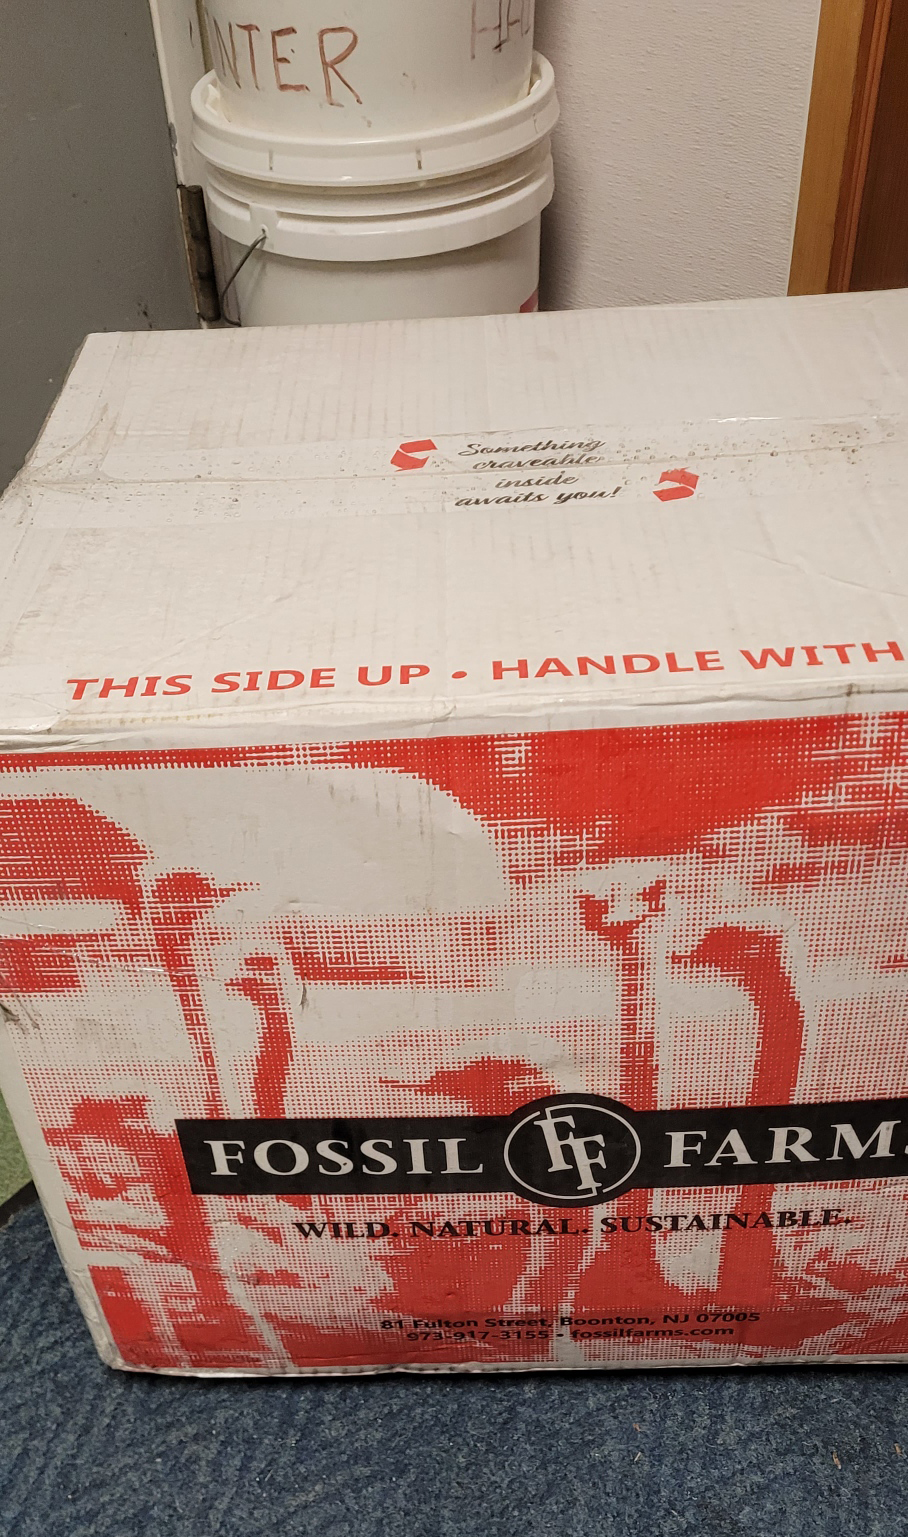 NTER
Something
craveable
inside
awaits you!
THIS SIDE UP • HANDLE WITH
FOSSIL FF FARMS
WILD. NATURAL. SUSTAINABLE.
81 Fulton Street, Boonton, NJ 07005
973-917-3155 • fossilfarms.com